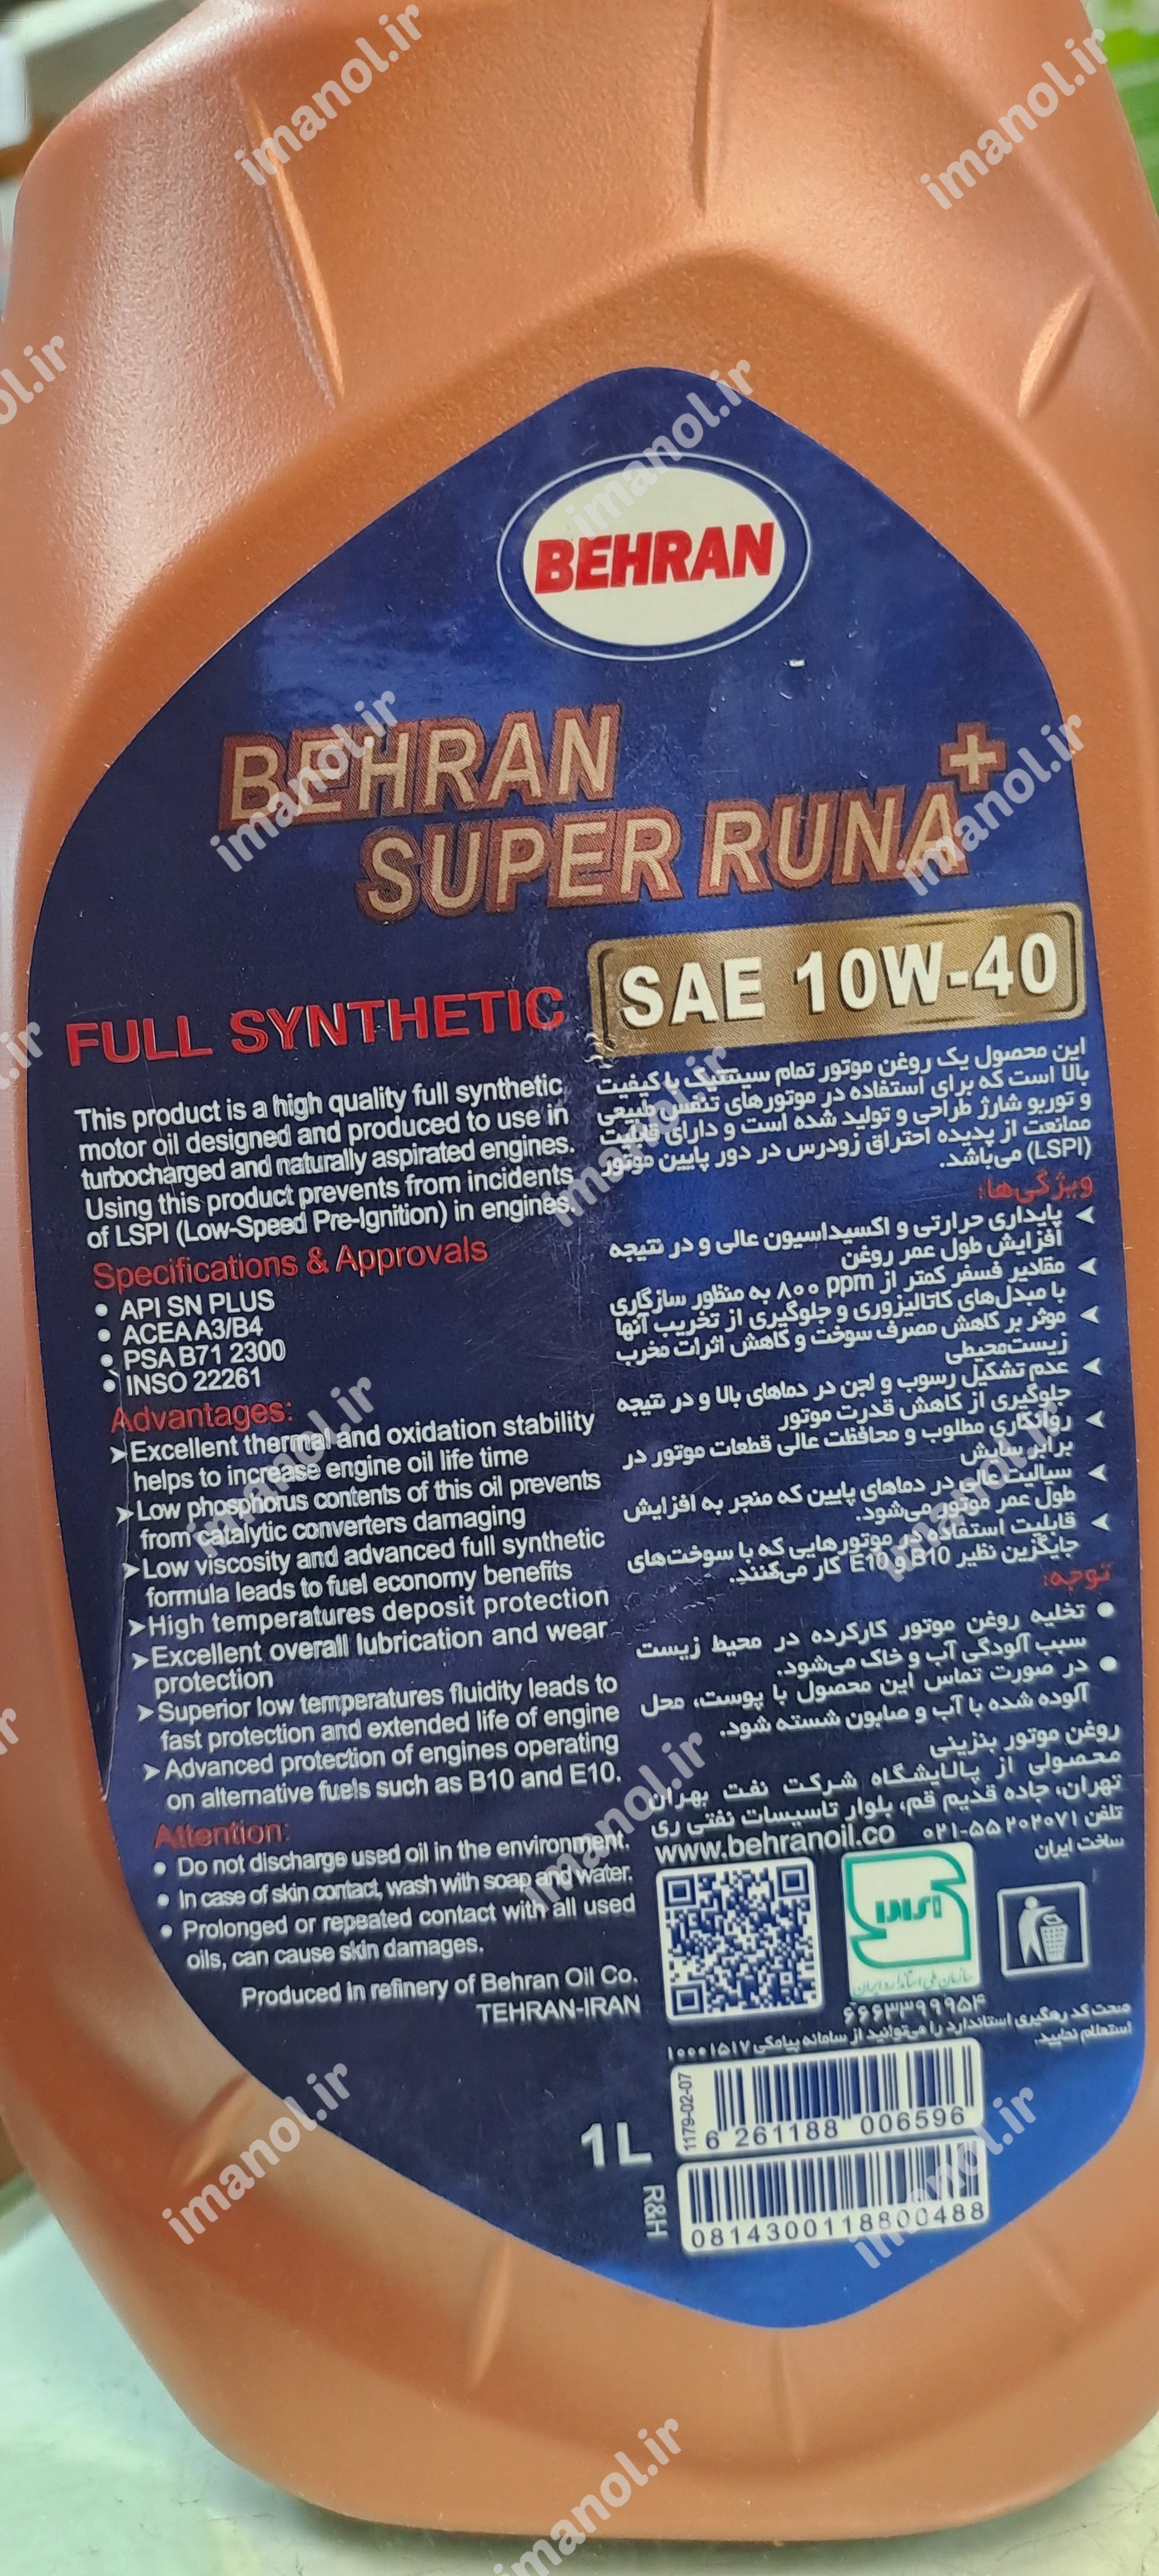 BEHRAN
BEHRAN
SUPER RUNA+
SAE 10W-40
FULL SYNTHETIC
This product is a high quality full synthetic
motor oil designed and produced to use in
turbocharged and naturally aspirated engines.
Using this product prevents from incidents
of LSPI (Low-Speed Pre-Ignition) in engines.
Specifications & Approvals
• API SN PLUS
• ACEA A3/B4
• PSA B71 2300
• INSO 22261
Advantages:
➤Excellent thermal and oxidation stability
helps to increase engine oil life time
➤Low phosphorus contents of this oil prevents
from catalytic converters damaging
➤Low viscosity and advanced full synthetic
formula leads to fuel economy benefits
➤High temperatures deposit protection
➤Excellent overall lubrication and wear
protection
➤Superior low temperatures fluidity leads to
fast protection and extended life of engine
➤Advanced protection of engines operating
on alternative fuels such as B10 and E10.
Attention:
• Do not discharge used oil in the environment.
• In case of skin contact, wash with soap and water.
• Prolonged or repeated contact with all used
oils, can cause skin damages.
Produced in refinery of Behran Oil Co.
TEHRAN-IRAN
این محصول یک روغن موتور تمام سینتتیک با کیفیت
بالا است که برای استفاده در موتورهای تنفس طبیعی
و توربو شارژ طراحی و تولید شده است و دارای قابلیت
ممانعت از پدیده احتراق زودرس در دور پایین موتور
(LSPI) می‌باشد.
ویژگی‌ها:
➤ پایداری حرارتی و اکسیداسیون عالی و در نتیجه
افزایش طول عمر روغن
➤ مقادیر فسفر کمتر از ۸۰۰ ppm به منظور سازگاری
با مبدل‌های کاتالیزوری و جلوگیری از تخریب آنها
➤ موثر بر کاهش مصرف سوخت و کاهش اثرات مخرب
زیست‌محیطی
➤ عدم تشکیل رسوب و لجن در دماهای بالا و در نتیجه
جلوگیری از کاهش قدرت موتور
➤ روانکاری مطلوب و محافظت عالی قطعات موتور در
برابر سایش
➤ سیالیت عالی در دماهای پایین که منجر به افزایش
طول عمر موتور می‌شود.
➤ قابلیت استفاده در موتورهایی که با سوخت‌های
جایگزین نظیر B10 و E10 کار می‌کنند.
توجه:
• تخلیه روغن موتور کارکرده در محیط زیست
سبب آلودگی آب و خاک می‌شود.
• در صورت تماس این محصول با پوست، محل
آلوده شده با آب و صابون شسته شود.
روغن موتور بنزینی
محصولی از پالایشگاه شرکت نفت بهران
تهران، جاده قدیم قم، بلوار تاسیسات نفتی ری
تلفن ۵۵۲۰۲۰۷۱-۰۲۱ www.behranoil.co
ساخت ایران
سازمان ملی استاندارد ایران
۶۶۶۳۳۹۹۹۵۴
صحت کد رهگیری استاندارد را می‌توانید از سامانه پیامکی ۱۰۰۰۱۵۱۷
استعلام نمایید.
1179-02-07
6 261188 006596
1L
R&H
0814300118800488
imanol.ir